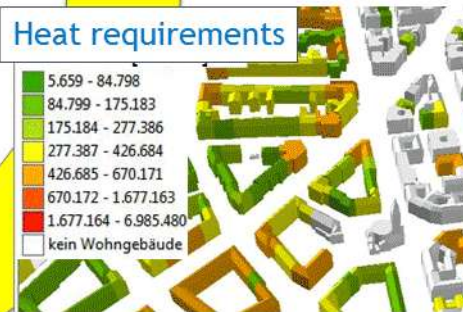 Heat requirements
5.659 - 84.798
84.799 - 175.183
175.184 - 277.386
277.387 - 426.684
426.685 - 670.171
670.172 - 1.677.163
1.677.164 - 6.985.480
kein Wohngebäude